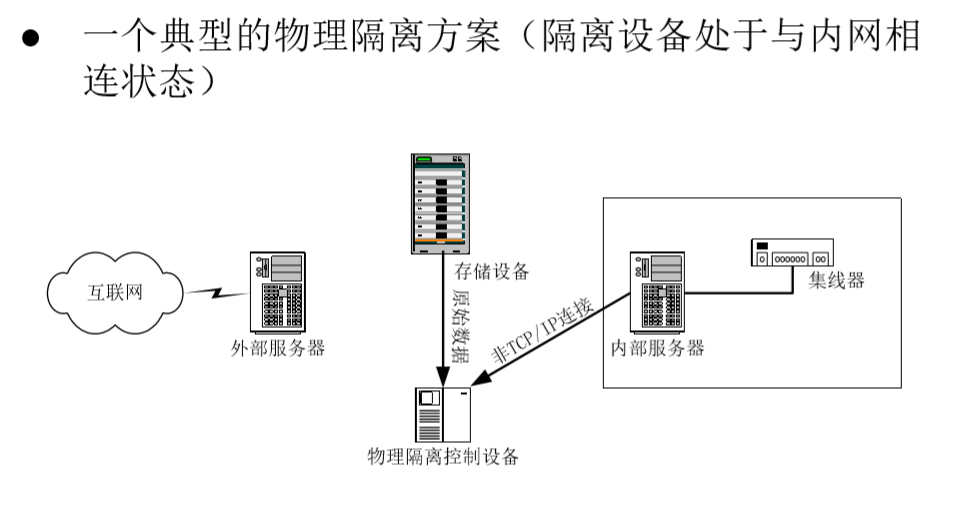 ● 一个典型的物理隔离方案（隔离设备处于与内网相
连状态）
存储设备
互联网
原始数据
非TCP/IP连接
集线器
外部服务器
内部服务器
物理隔离控制设备